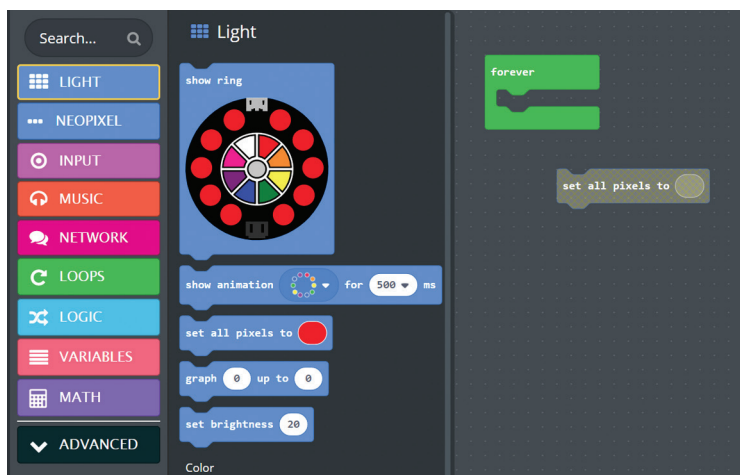 Search...
LIGHT
NEOPIXEL
INPUT
MUSIC
NETWORK
LOOPS
LOGIC
VARIABLES
MATH
ADVANCED
Light
show ring
show animation for 500 ms
set all pixels to
graph 0 up to 0
set brightness 20
Color
forever
set all pixels to